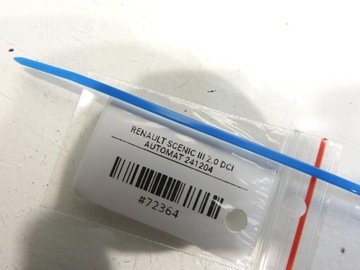 RENAULT SCENIC III 2.0 DCI
AUTOMAT 241204
#72364